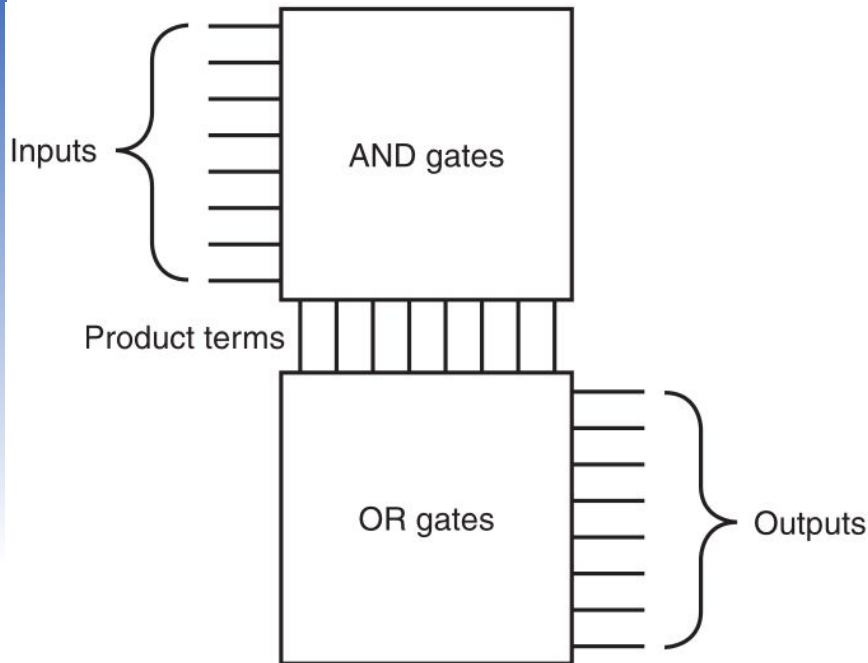 Inputs
AND gates
Product terms
OR gates
Outputs